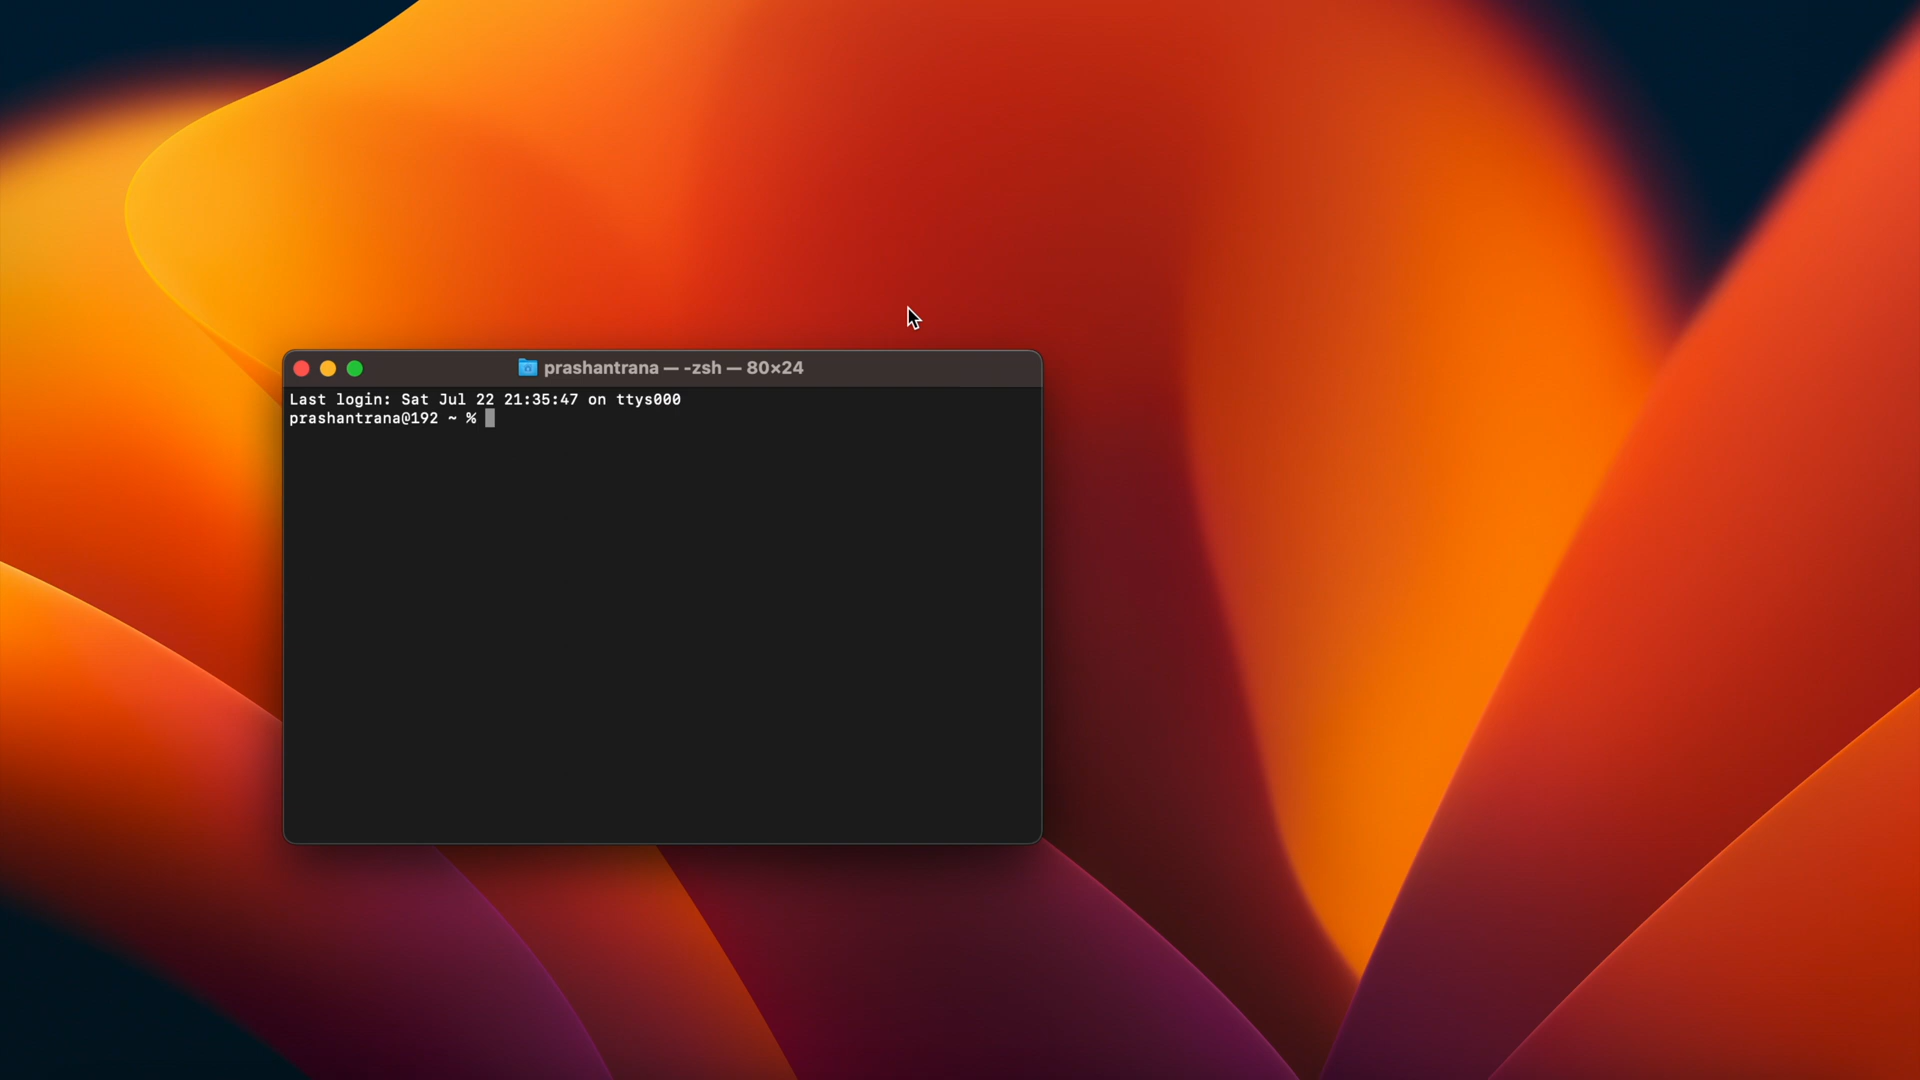 prashantrana — -zsh — 80×24
Last login: Sat Jul 22 21:35:47 on ttys000
prashantrana@192 ~ %